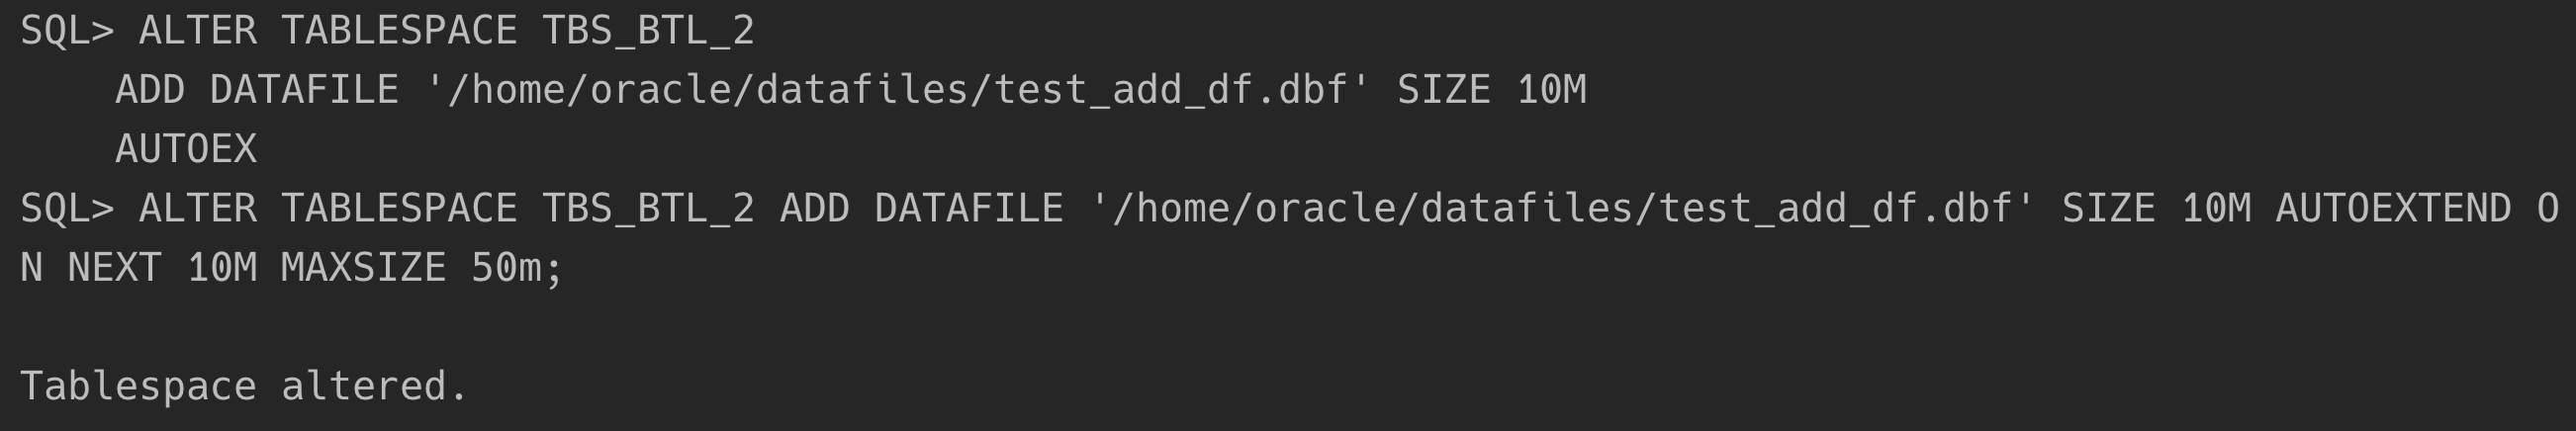 SQL> ALTER TABLESPACE TBS_BTL_2
    ADD DATAFILE '/home/oracle/datafiles/test_add_df.dbf' SIZE 10M
    AUTOEX
SQL> ALTER TABLESPACE TBS_BTL_2 ADD DATAFILE '/home/oracle/datafiles/test_add_df.dbf' SIZE 10M AUTOEXTEND O
N NEXT 10M MAXSIZE 50m;

Tablespace altered.